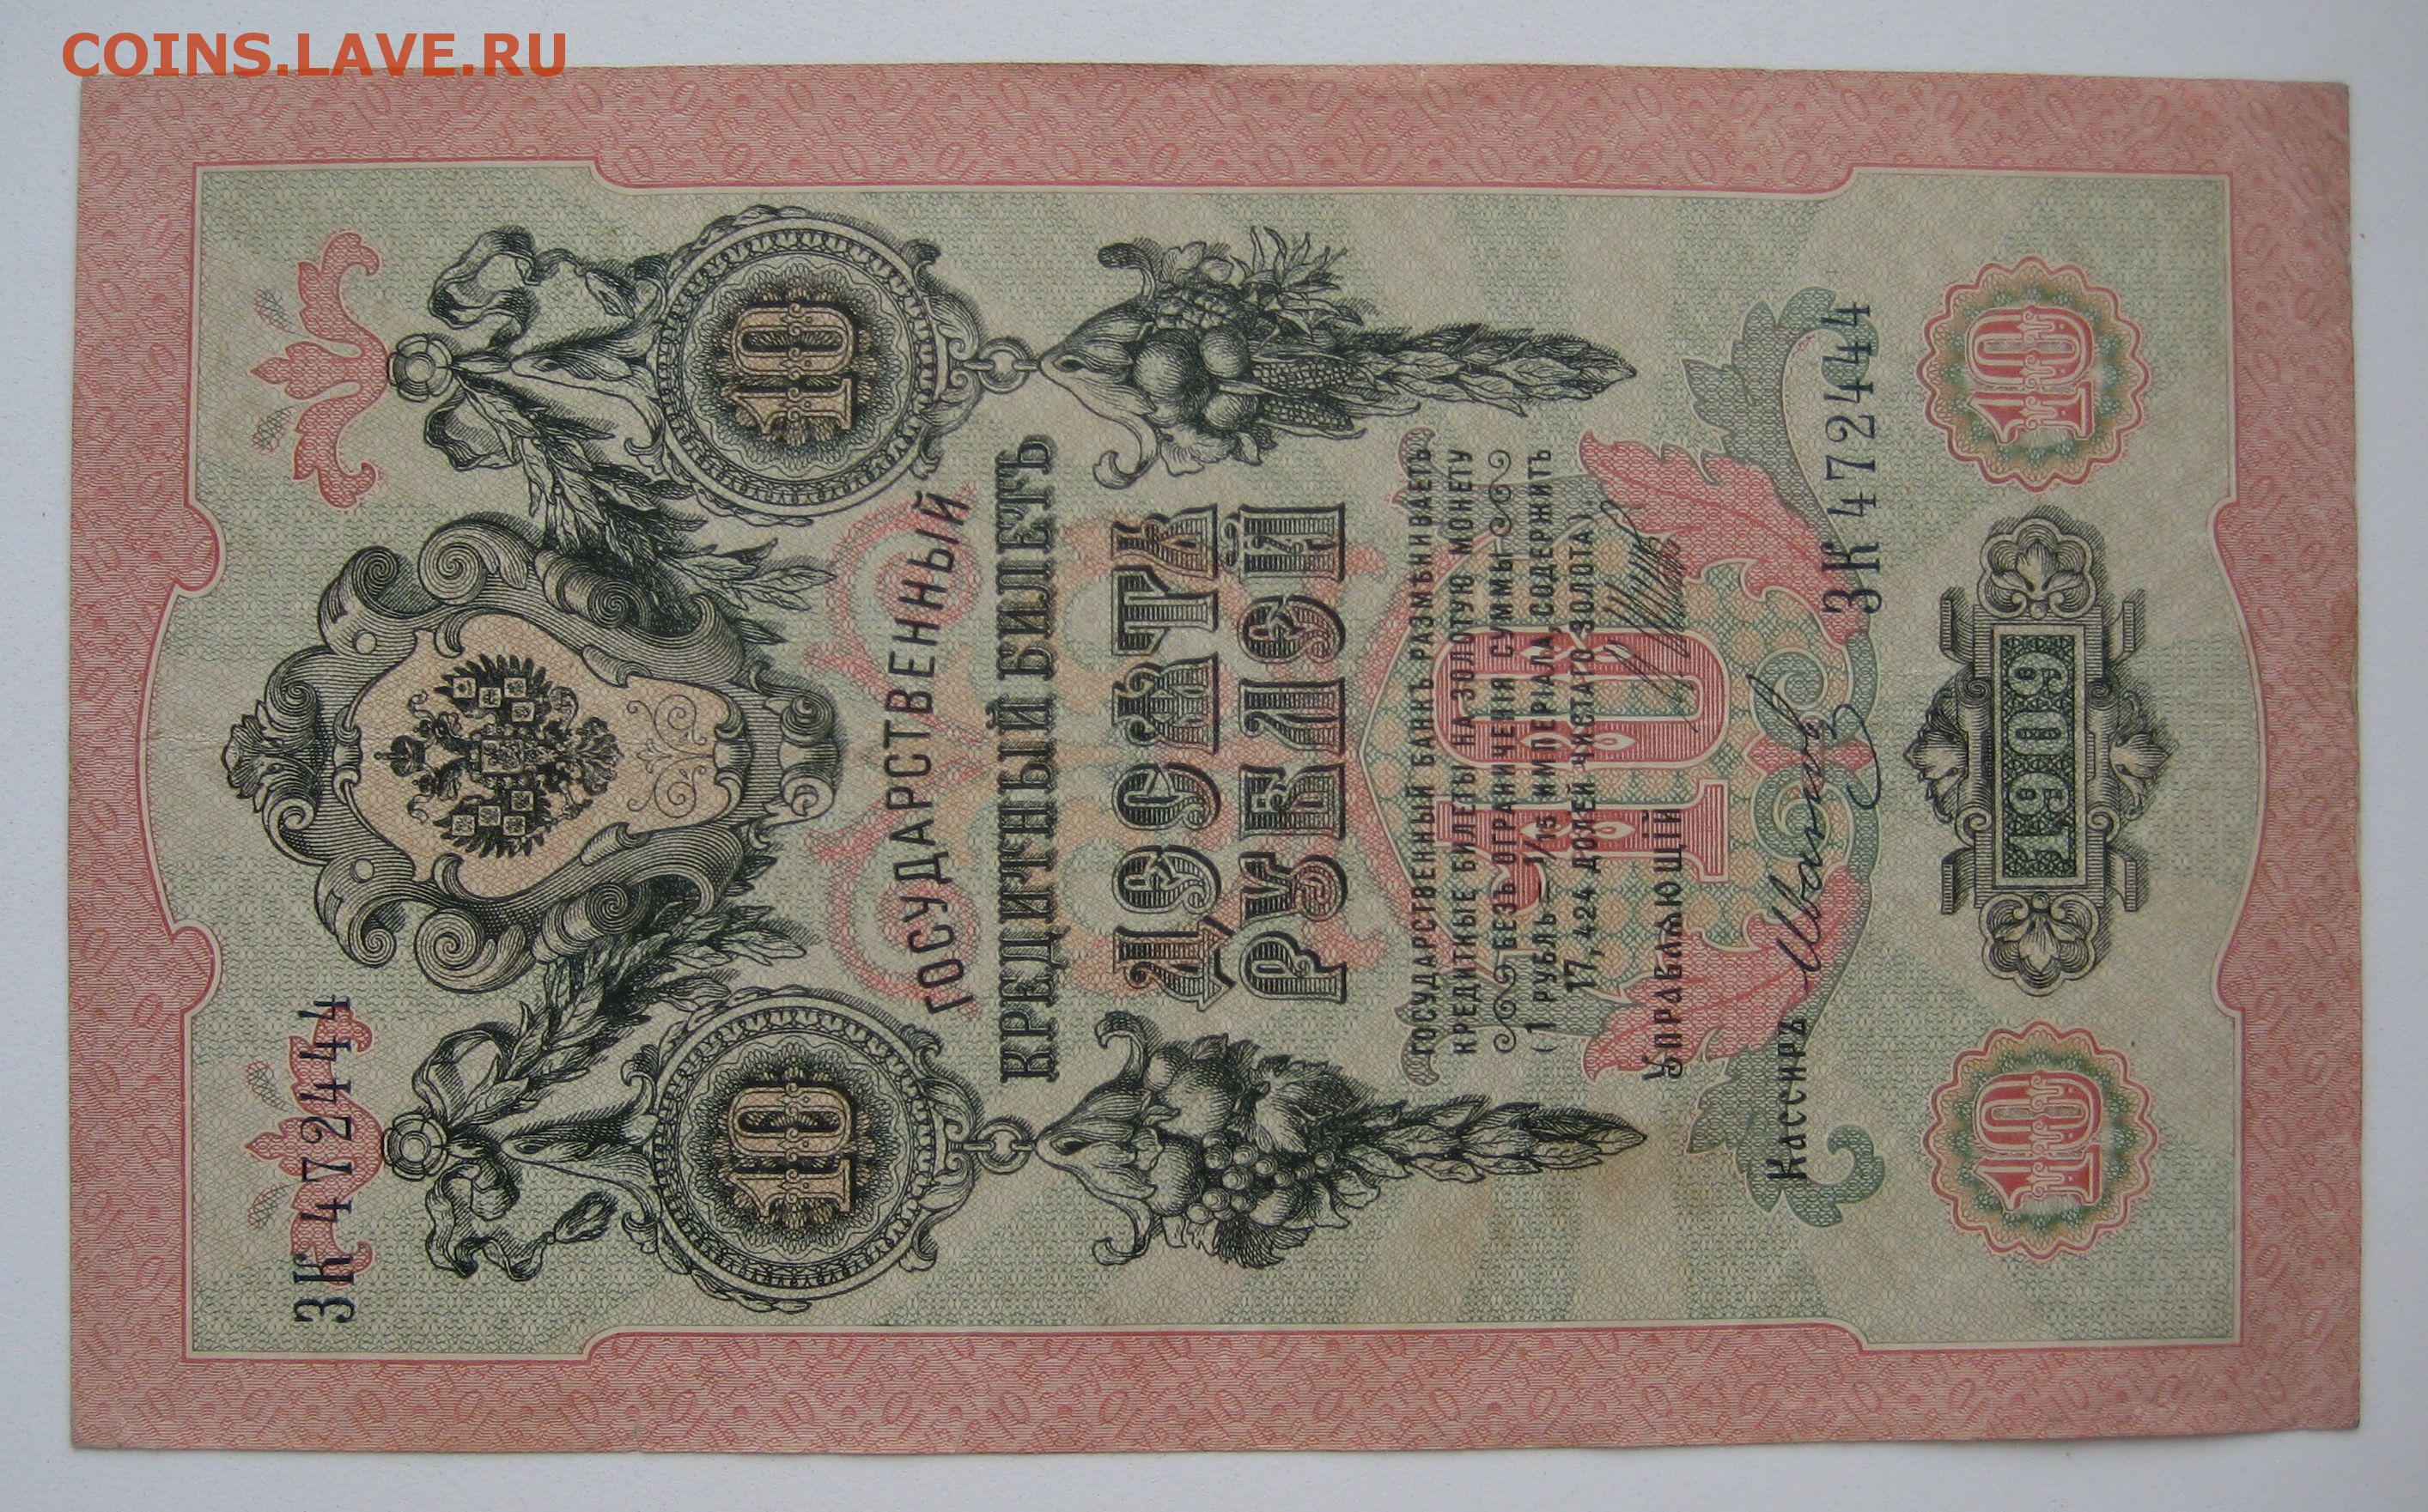 COINS.LAVE.RU
ЗК 472444
10
10
ГОСУДАРСТВЕННЫЙ
КРЕДИТНЫЙ БИЛЕТЪ
ДЕСЯТЬ
РУБЛЕЙ
ГОСУДАРСТВЕННЫЙ БАНКЪ РАЗМѢНИВАЕТЪ
КРЕДИТНЫЕ БИЛЕТЫ НА ЗОЛОТУЮ МОНЕТУ
БЕЗЪ ОГРАНИЧЕНІЯ СУММЫ
(1 РУБЛЬ = 1/15 ИМПЕРІАЛА, СОДЕРЖИТЪ
17,424 ДОЛЕЙ ЧИСТАГО ЗОЛОТА).
10
УПРАВЛЯЮЩІЙ
Кассиръ
ЗК 472444
10
1909
10